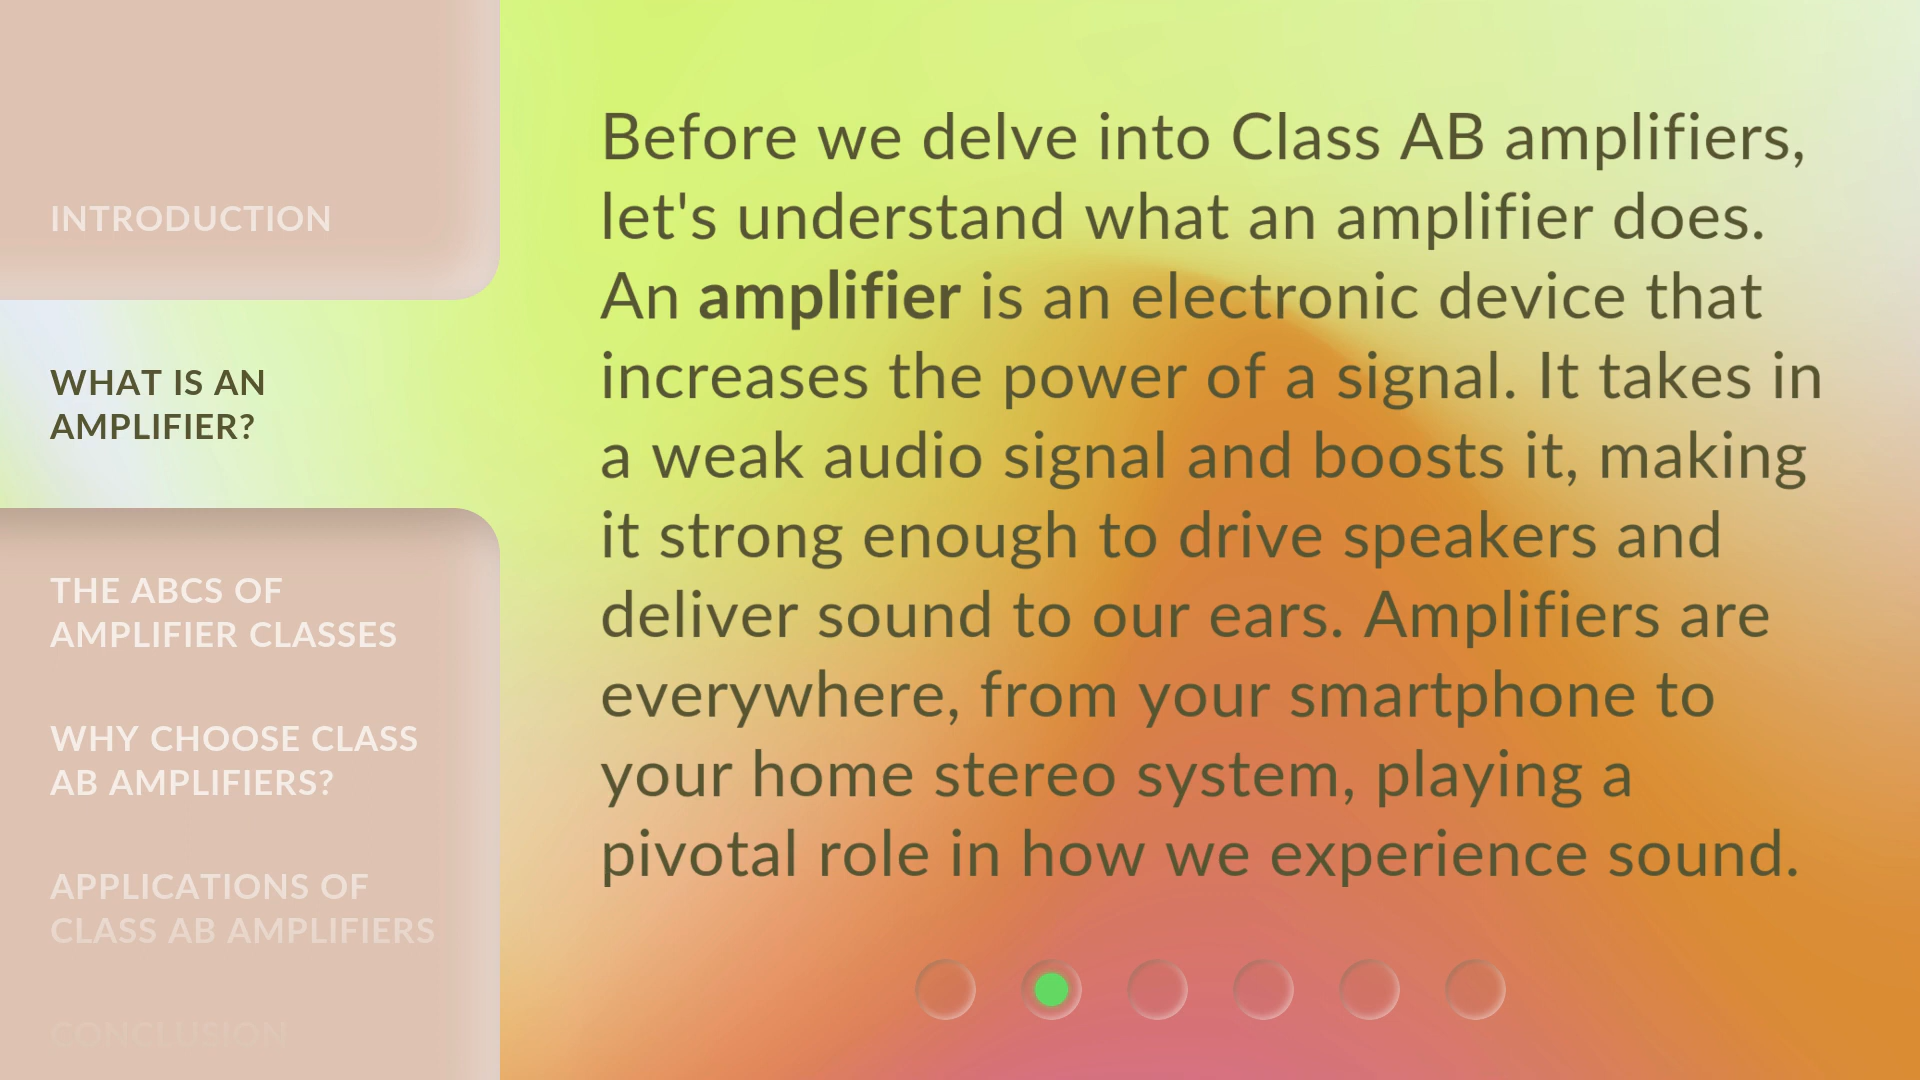 INTRODUCTION
WHAT IS AN
AMPLIFIER?
THE ABCS OF
AMPLIFIER CLASSES
WHY CHOOSE CLASS
AB AMPLIFIERS?
APPLICATIONS OF
CLASS AB AMPLIFIERS
CONCLUSION
Before we delve into Class AB amplifiers,
let's understand what an amplifier does.
An amplifier is an electronic device that
increases the power of a signal. It takes in
a weak audio signal and boosts it, making
it strong enough to drive speakers and
deliver sound to our ears. Amplifiers are
everywhere, from your smartphone to
your home stereo system, playing a
pivotal role in how we experience sound.